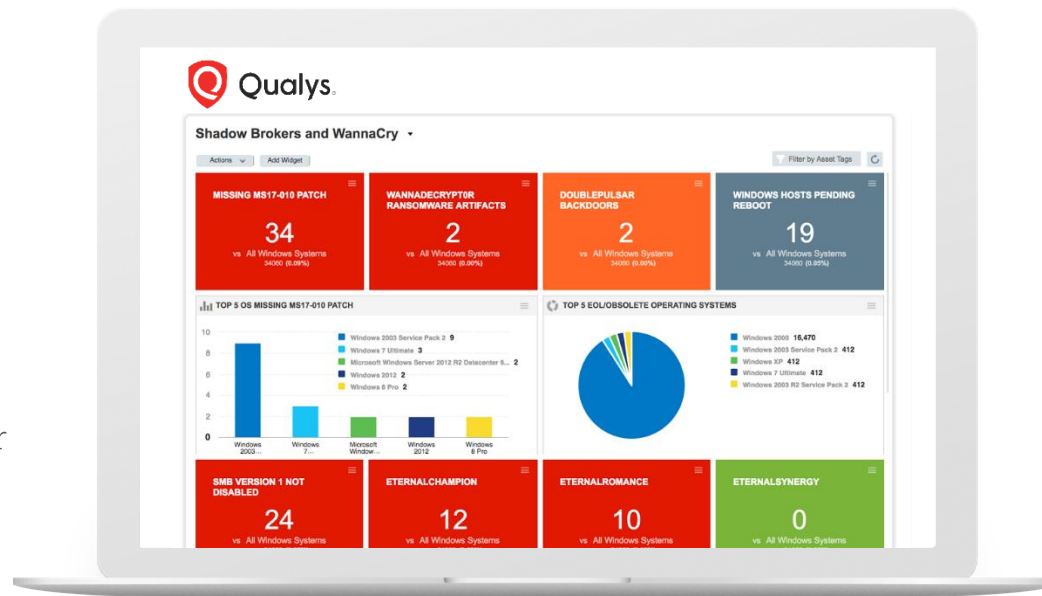 Qualys.
Shadow Brokers and WannaCry
Actions
Add Widget
Filter by Asset Tags
MISSING MS17-010 PATCH
34
vs All Windows Systems
34060 (0.09%)
WANNADECRYPT0R
RANSOMWARE ARTIFACTS
2
vs All Windows Systems
34060 (0.00%)
DOUBLEPULSAR
BACKDOORS
2
vs All Windows Systems
34060 (0.00%)
WINDOWS HOSTS PENDING
REBOOT
19
vs All Windows Systems
34060 (0.05%)
TOP 5 OS MISSING MS17-010 PATCH
10
8
6
4
2
0
Windows 2003 Service Pack 2 9
Windows 7 Ultimate 3
Microsoft Windows Server 2012 R2 Datacenter 6... 2
Windows 2012 2
Windows 8 Pro 2
Windows
2003...
Windows
7...
Microsoft
Window...
Windows
2012
Windows
8 Pro
TOP 5 EOL/OBSOLETE OPERATING SYSTEMS
Windows 2000 16,470
Windows 2003 Service Pack 2 412
Windows XP 412
Windows 7 Ultimate 412
Windows 2003 R2 Service Pack 2 412
SMB VERSION 1 NOT
DISABLED
24
vs All Windows Systems
ETERNALCHAMPION
12
vs All Windows Systems
ETERNALROMANCE
10
vs All Windows Systems
ETERNALSYNERGY
0
vs All Windows Systems